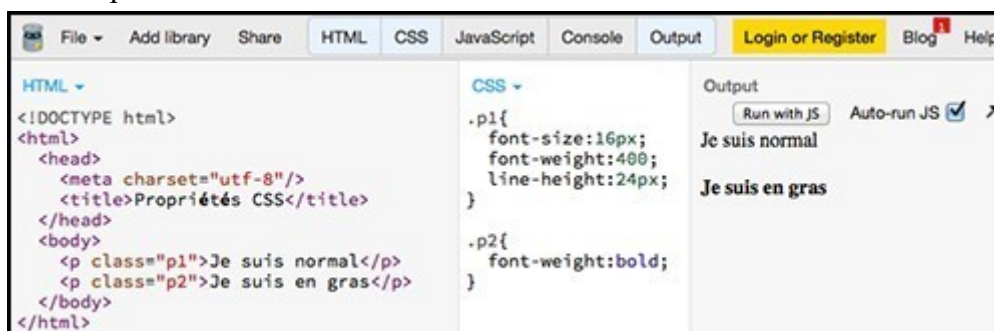 File Add library Share HTML CSS JavaScript Console Output Login or Register Blog 1 Help
HTML
<!DOCTYPE html>
<html>
<head>
<meta charset="utf-8"/>
<title>Propriétés CSS</title>
</head>
<body>
<p class="p1">Je suis normal</p>
<p class="p2">Je suis en gras</p>
</body>
</html>
CSS
.p1{
font-size:16px;
font-weight:400;
line-height:24px;
}
.p2{
font-weight:bold;
}
Output
Run with JS Auto-run JS
Je suis normal
Je suis en gras